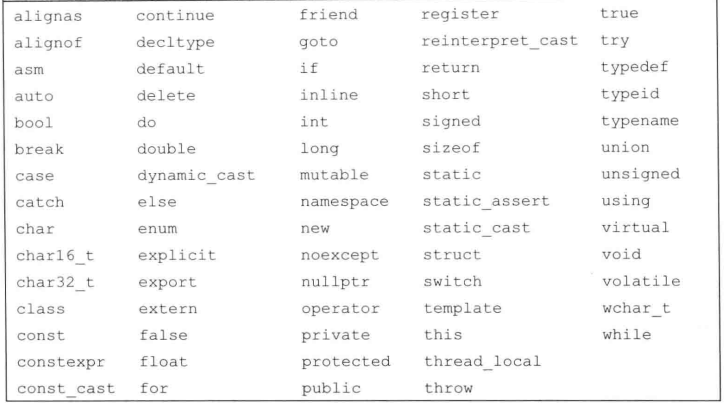 alignas continue friend register true
alignof decltype goto reinterpret_cast try
asm default if return typedef
auto delete inline short typeid
bool do int signed typename
break double long sizeof union
case dynamic_cast mutable static unsigned
catch else namespace static_assert using
char enum new static_cast virtual
char16_t explicit noexcept struct void
char32_t export nullptr switch volatile
class extern operator template wchar_t
const false private this while
constexpr float protected thread_local
const_cast for public throw